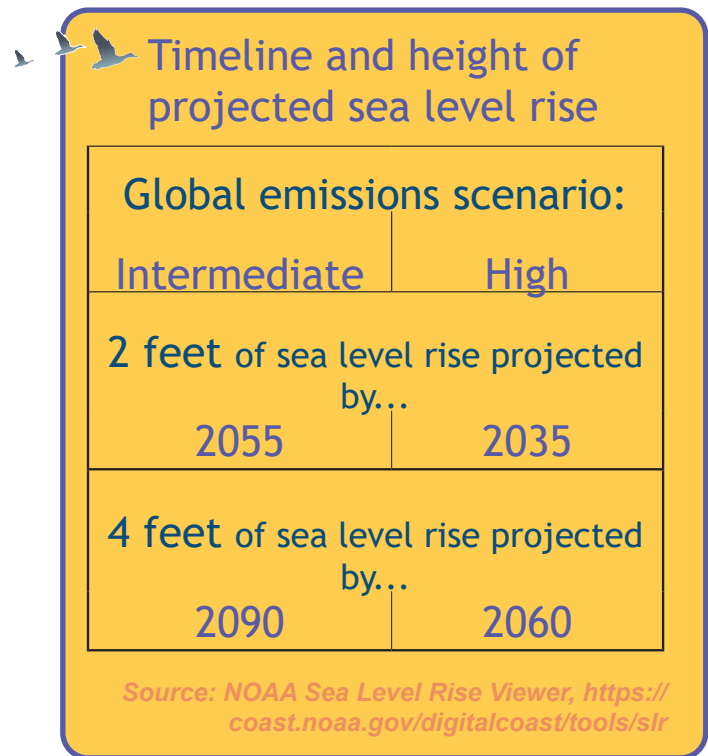 Timeline and height of
projected sea level rise
Global emissions scenario:
Intermediate High
2 feet of sea level rise projected
by...
2055 2035
4 feet of sea level rise projected
by...
2090 2060
Source: NOAA Sea Level Rise Viewer, https://
coast.noaa.gov/digitalcoast/tools/slr